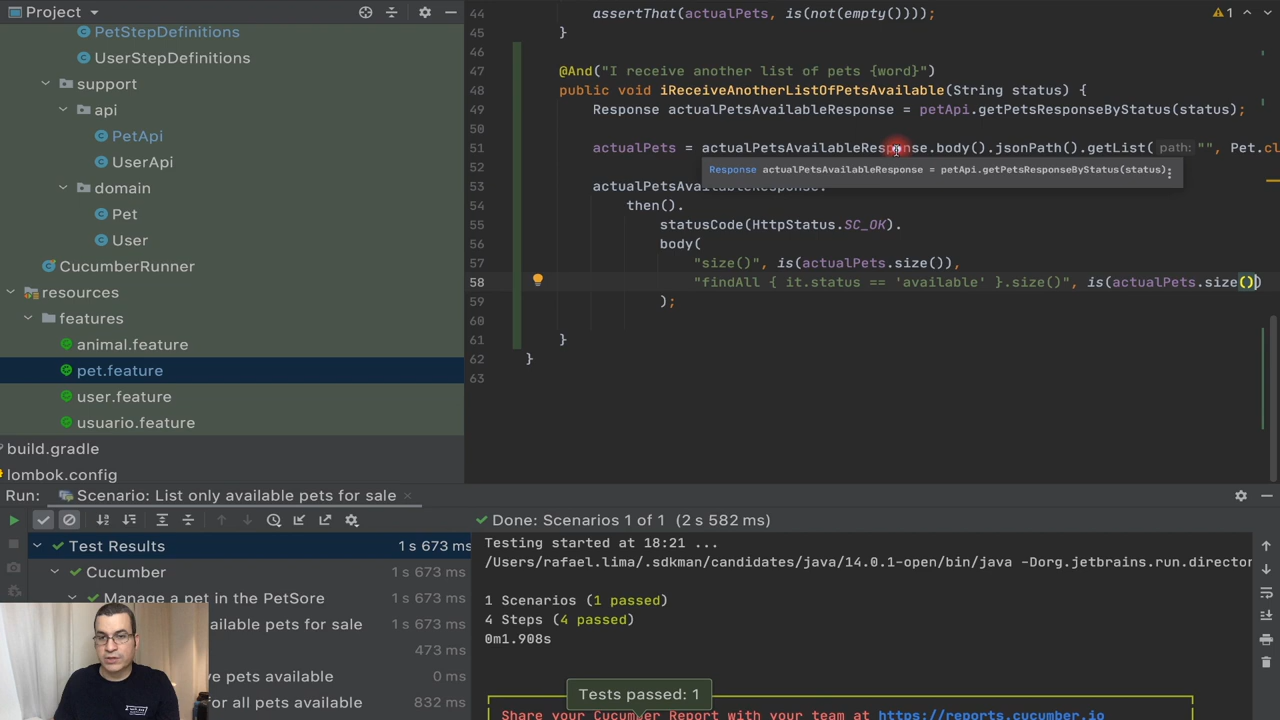 Project
PetStepDefinitions
UserStepDefinitions
support
api
PetApi
UserApi
domain
Pet
User
CucumberRunner
resources
features
animal.feature
pet.feature
user.feature
usuario.feature
build.gradle
lombok.config
1
44 assertThat(actualPets, is(not(empty())));
45 }
46
47 @And("I receive another list of pets {word}")
48 public void iReceiveAnotherListOfPetsAvailable(String status) {
49 Response actualPetsAvailableResponse = petApi.getPetsResponseByStatus(status);
50
51 actualPets = actualPetsAvailableResponse.body().jsonPath().getList( path: "", Pet.cl
Response actualPetsAvailableResponse = petApi.getPetsResponseByStatus(status);
52
53 actualPetsAvailableResponse.
54 then().
55 statusCode(HttpStatus.SC_OK).
56 body(
57 "size()", is(actualPets.size()),
58 "findAll { it.status == 'available' }.size()", is(actualPets.size())
59 );
60
61 }
62 }
63
Run: Scenario: List only available pets for sale
Done: Scenarios 1 of 1 (2 s 582 ms)
Test Results 1 s 673 ms
Cucumber 1 s 673 ms
Manage a pet in the PetSore 1 s 673 ms
ailable pets for sale 1 s 673 ms
473 ms
e pets available 0 ms
for all pets available 832 ms
Testing started at 18:21 ...
/Users/rafael.lima/.sdkman/candidates/java/14.0.1-open/bin/java -Dorg.jetbrains.run.director
1 Scenarios (1 passed)
4 Steps (4 passed)
0m1.908s
Tests passed: 1
Share your Cucumber Report with your team at https://reports.cucumber.io